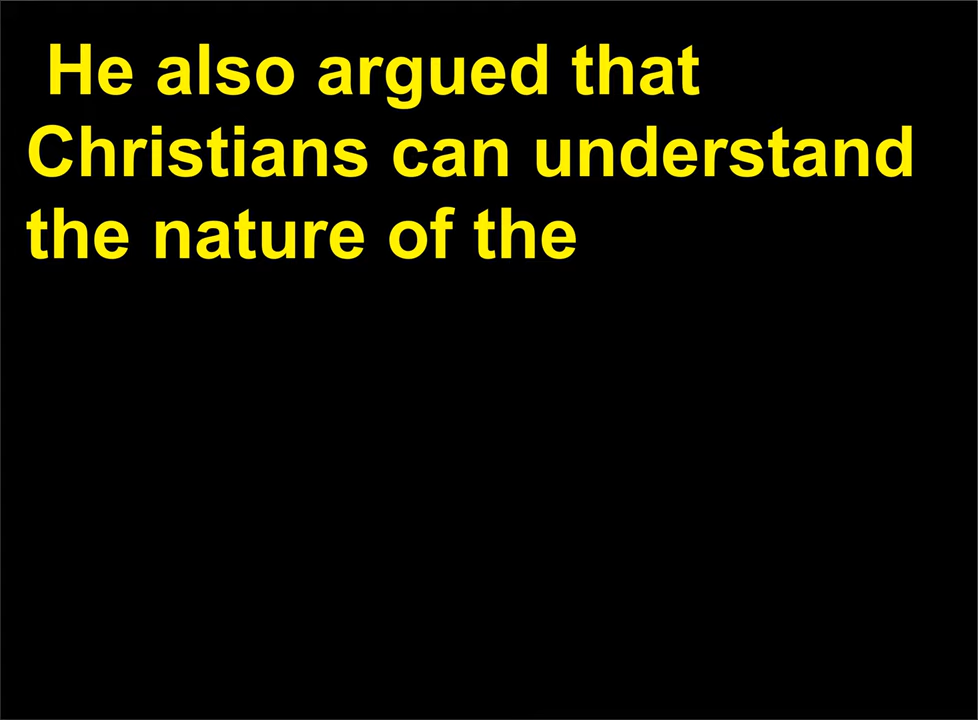 He also argued that
Christians can understand
the nature of the